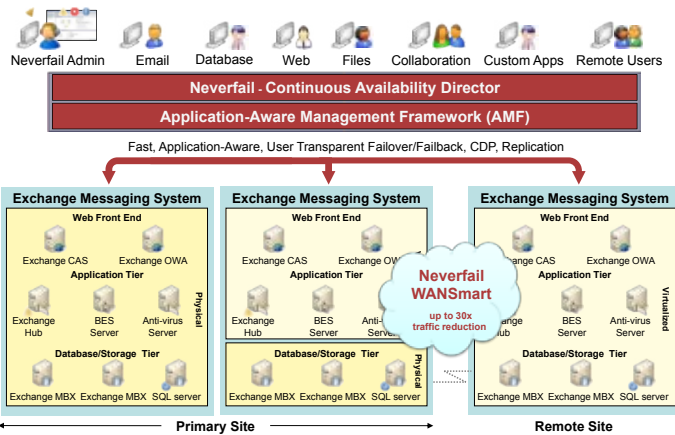 Neverfail Admin
Email
Database
Web
Files
Collaboration
Custom Apps
Remote Users
Neverfail - Continuous Availability Director
Application-Aware Management Framework (AMF)
Fast, Application-Aware, User Transparent Failover/Failback, CDP, Replication
Exchange Messaging System
Web Front End
Exchange CAS
Exchange OWA
Application Tier
Physical
Exchange
Hub
BES
Server
Anti-virus
Server
Database/Storage Tier
Exchange MBX
Exchange MBX
SQL server
Exchange Messaging System
Web Front End
Exchange CAS
Exchange OWA
Application Tier
Exchange
Hub
BES
Server
Database/Storage Tier
Physical
Exchange MBX
Exchange MBX
SQL server
Neverfail
WANSmart
up to 30x
traffic reduction
Exchange Messaging System
Web Front End
Exchange CAS
Exchange OWA
Application Tier
Virtualized
Hub
BES
Server
Anti-virus
Server
Database/Storage Tier
Exchange MBX
Exchange MBX
SQL server
Primary Site
Remote Site